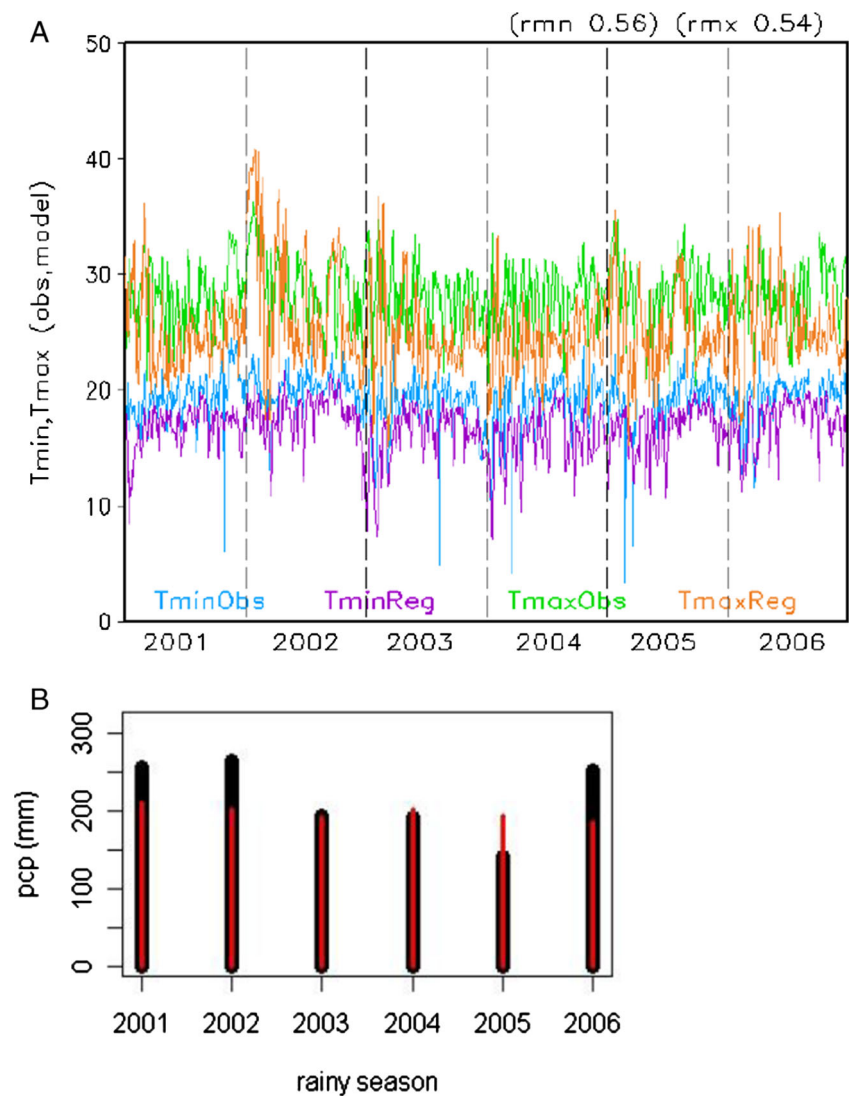 A
(rmn 0.56) (rmx 0.54)
Tmin,Tmax (obs,model)
50
40
30
20
10
0
TminObs TminReg TmaxObs TmaxReg
2001 2002 2003 2004 2005 2006
B
pcp (mm)
300
200
100
0
2001 2002 2003 2004 2005 2006
rainy season